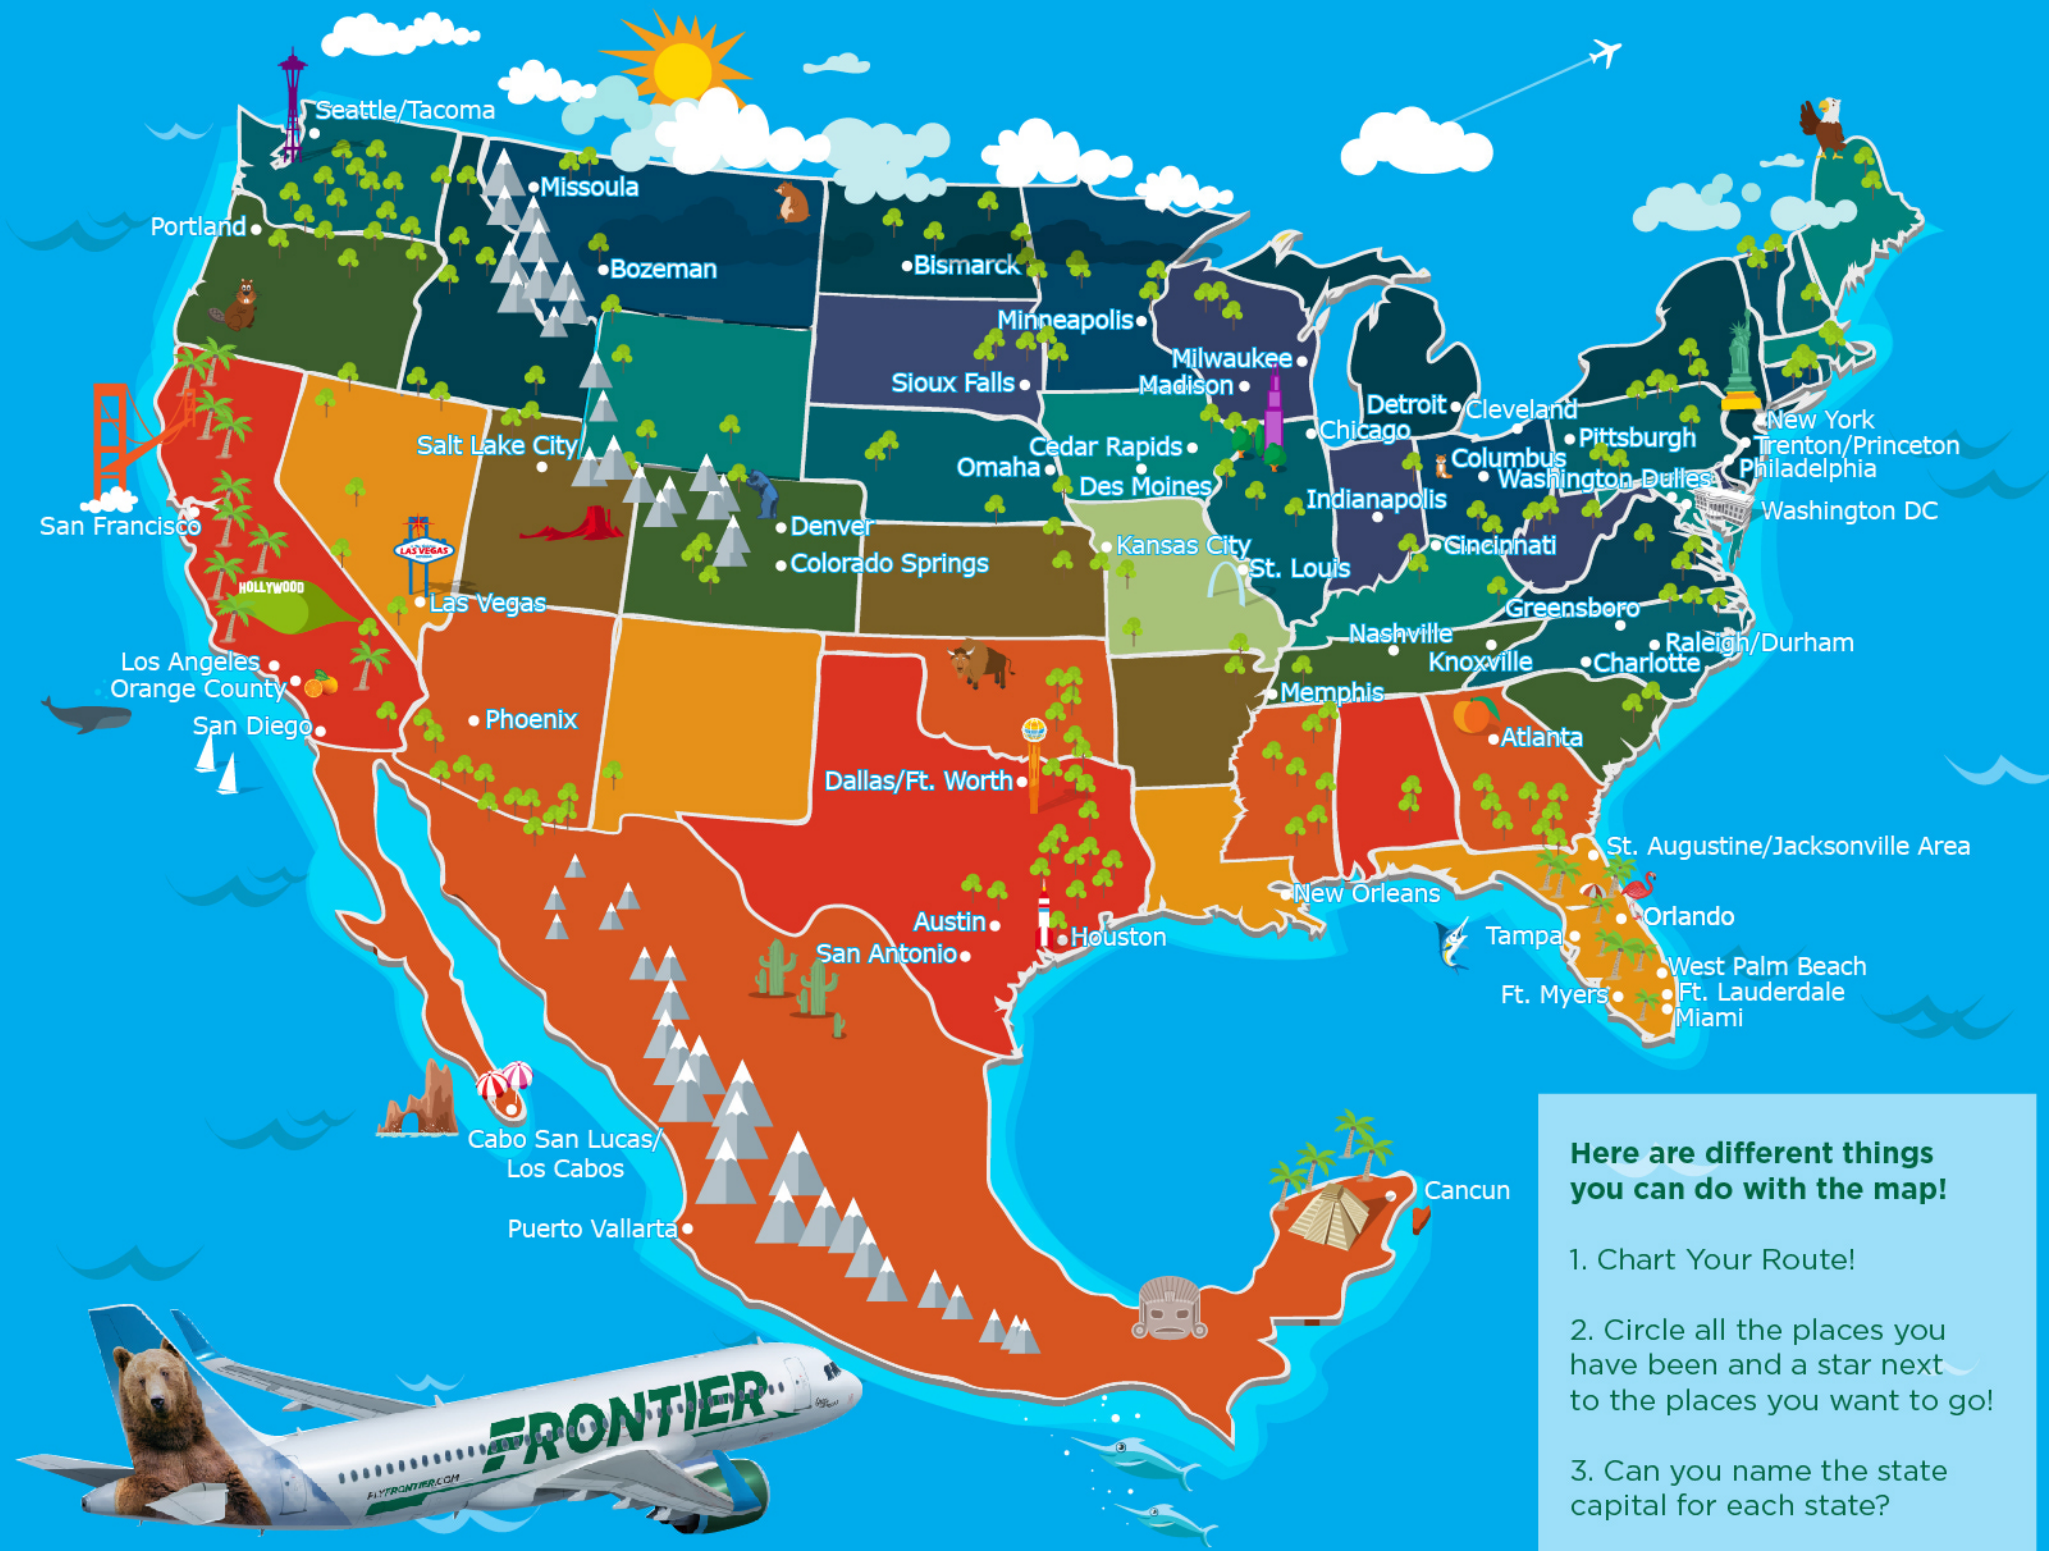 Seattle/Tacoma
Missoula
Portland
Bozeman
Bismarck
Minneapolis
Milwaukee
Sioux Falls
Madison
Detroit
Cleveland
New York
Chicago
Pittsburgh
Trenton/Princeton
Salt Lake City
Cedar Rapids
Omaha
Columbus
Philadelphia
Washington Dulles
Des Moines
Indianapolis
Washington DC
San Francisco
Denver
Kansas City
Cincinnati
WELCOME
LAS VEGAS
Colorado Springs
St. Louis
HOLLYWOOD
Las Vegas
Greensboro
Nashville
Raleigh/Durham
Los Angeles
Knoxville
Charlotte
Orange County
Memphis
San Diego
Phoenix
Atlanta
Dallas/Ft. Worth
St. Augustine/Jacksonville Area
New Orleans
Austin
Orlando
Houston
Tampa
San Antonio
West Palm Beach
Ft. Myers
Ft. Lauderdale
Miami
Cabo San Lucas/
Los Cabos
Cancun
Puerto Vallarta
FRONTIER
FLYFRONTIER.COM
Here are different things
you can do with the map!
1. Chart Your Route!
2. Circle all the places you
have been and a star next
to the places you want to go!
3. Can you name the state
capital for each state?